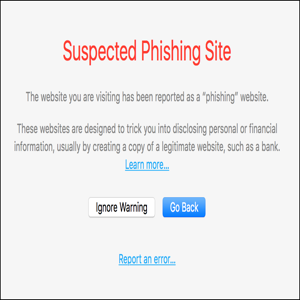 Suspected Phishing Site
The website you are visiting has been reported as a “phishing” website.
These websites are designed to trick you into disclosing personal or financial
information, usually by creating a copy of a legitimate website, such as a bank.
Learn more...
Ignore Warning Go Back
Report an error...